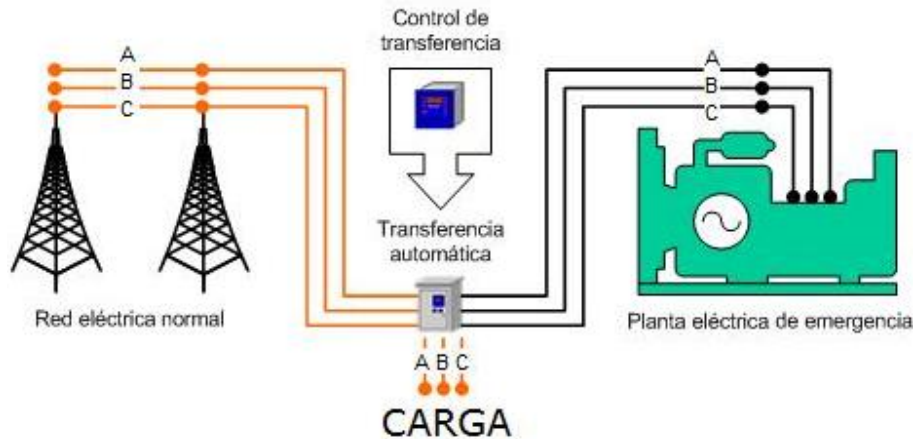 Control de
transferencia
A
B
C
A
B
C
Transferencia
automática
Red eléctrica normal
Planta eléctrica de emergencia
A B C
CARGA